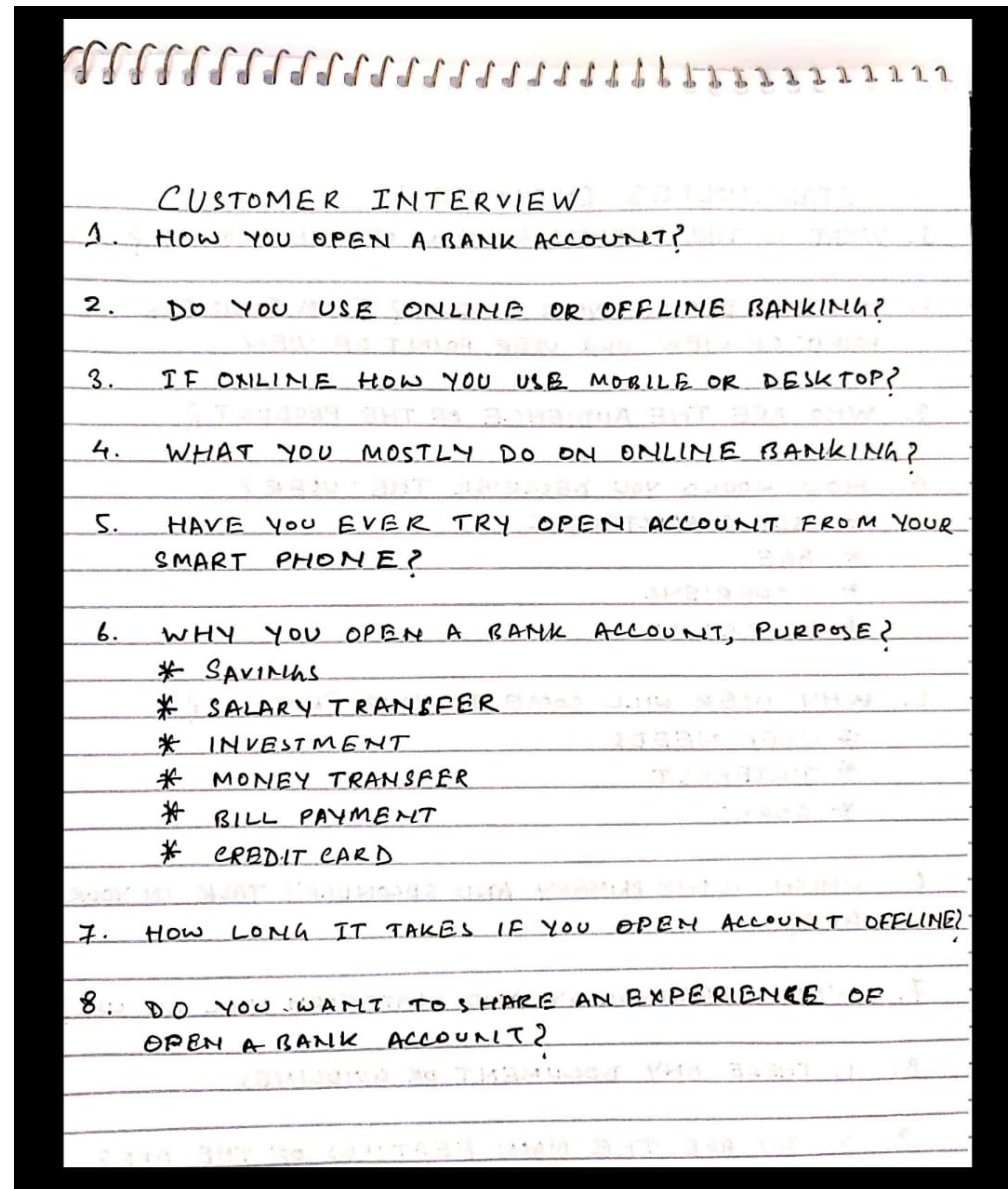 CUSTOMER INTERVIEW
1. HOW YOU OPEN A BANK ACCOUNT?
2. DO YOU USE ONLINE OR OFFLINE BANKING?
3. IF ONLINE HOW YOU USE MOBILE OR DESKTOP?
4. WHAT YOU MOSTLY DO ON ONLINE BANKING?
5. HAVE YOU EVER TRY OPEN ACCOUNT FROM YOUR
SMART PHONE?
6. WHY YOU OPEN A BANK ACCOUNT, PURPOSE?
* SAVINGS
* SALARY TRANSFER
* INVESTMENT
* MONEY TRANSFER
* BILL PAYMENT
* CREDIT CARD
7. HOW LONG IT TAKES IF YOU OPEN ACCOUNT OFFLINE?
8. DO YOU WANT TO SHARE AN EXPERIENCE OF
OPEN A BANK ACCOUNT?